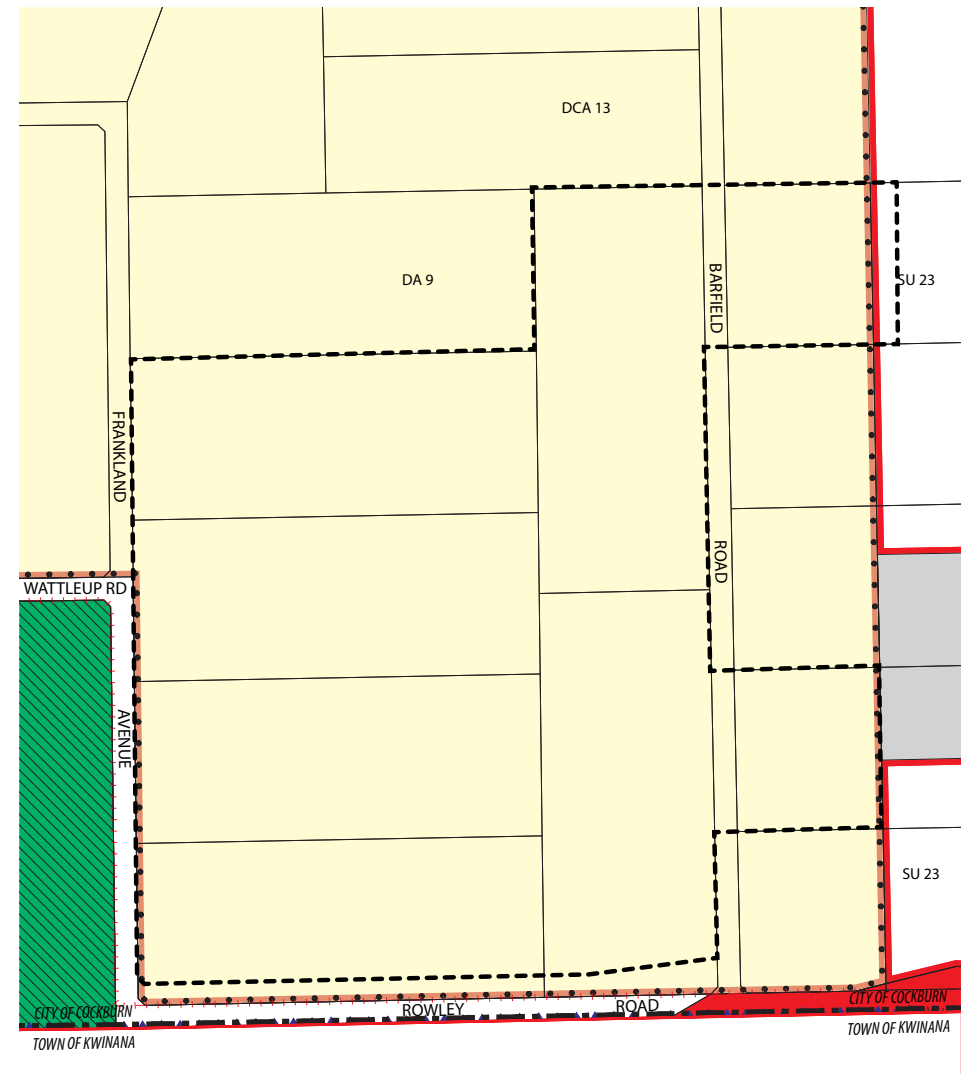 DCA 13
DA 9
BARFIELD
SU 23
FRANKLAND
ROAD
WATTLEUP RD
AVENUE
SU 23
CITY OF COCKBURN
ROWLEY
ROAD
CITY OF COCKBURN
TOWN OF KWINANA
TOWN OF KWINANA